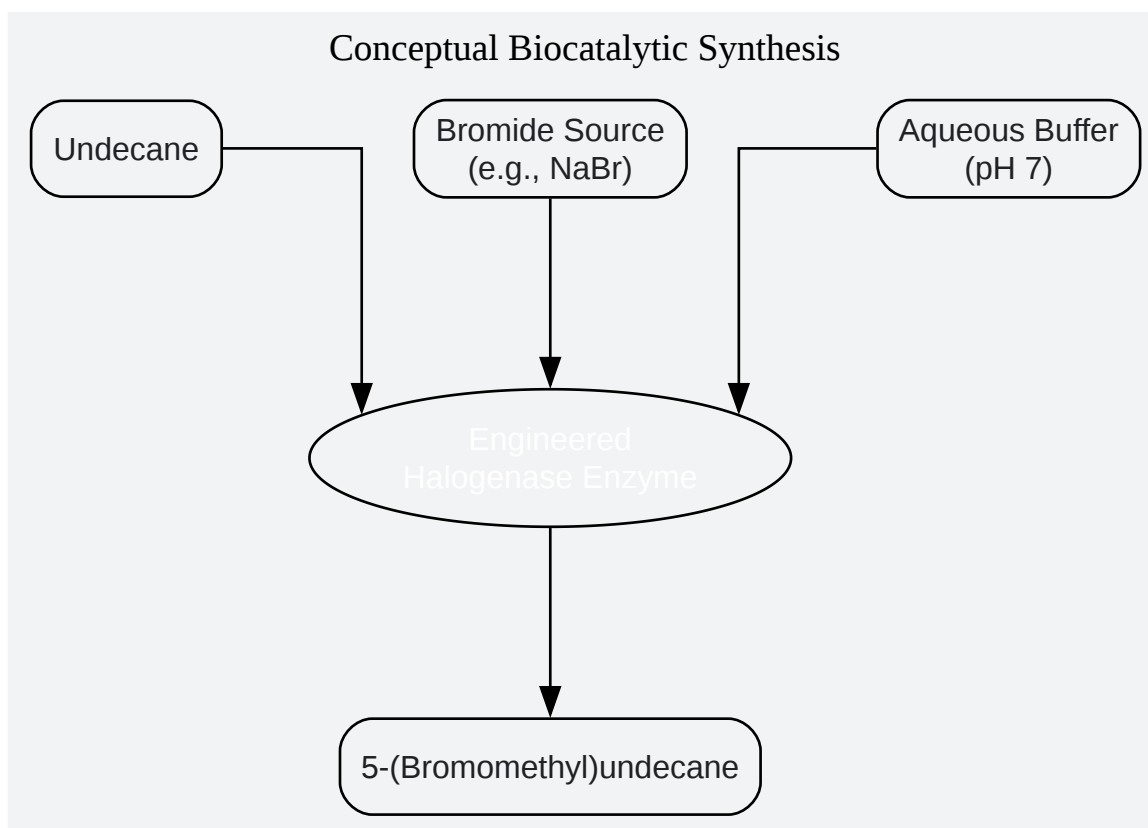 Conceptual Biocatalytic Synthesis
Undecane
Bromide Source
(e.g., NaBr)
Aqueous Buffer
(pH 7)
Engineered
Halogenase Enzyme
5-(Bromomethyl)undecane